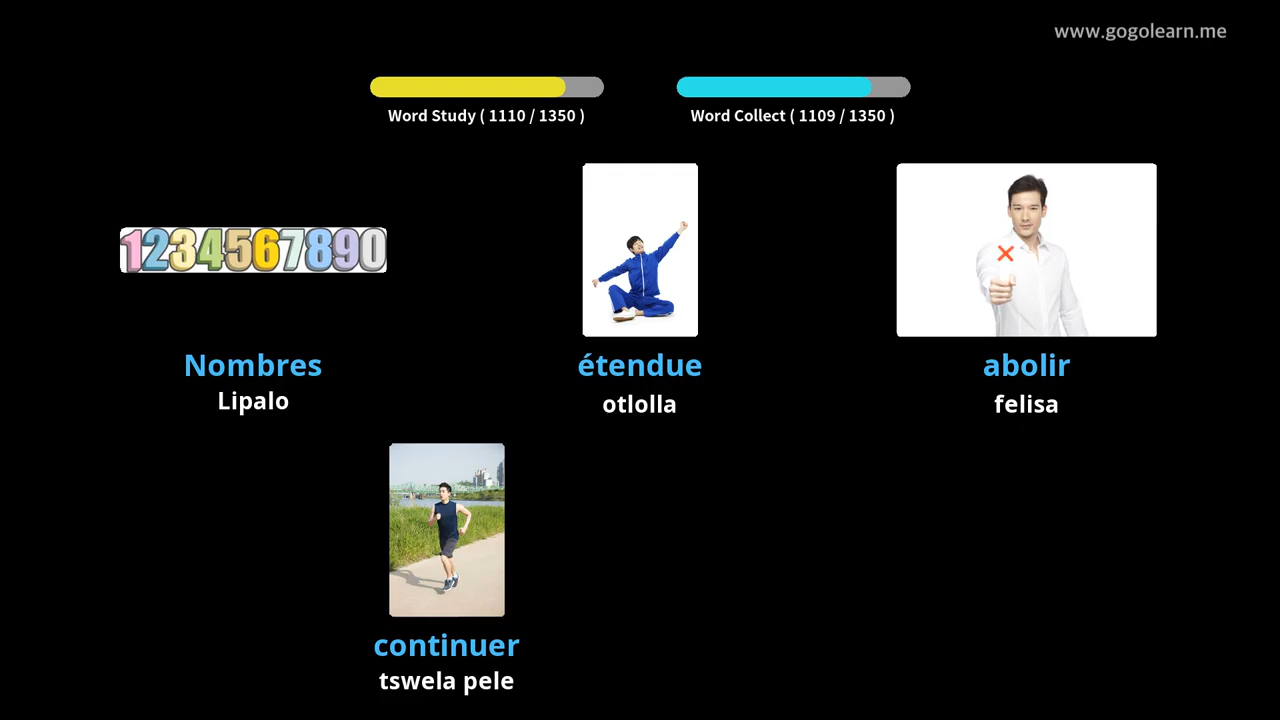 www.gogolearn.me
Word Study ( 1110 / 1350 )
Word Collect ( 1109 / 1350 )
1234567890
Nombres
Lipalo
étendue
otlolla
abolir
felisa
continuer
tswela pele